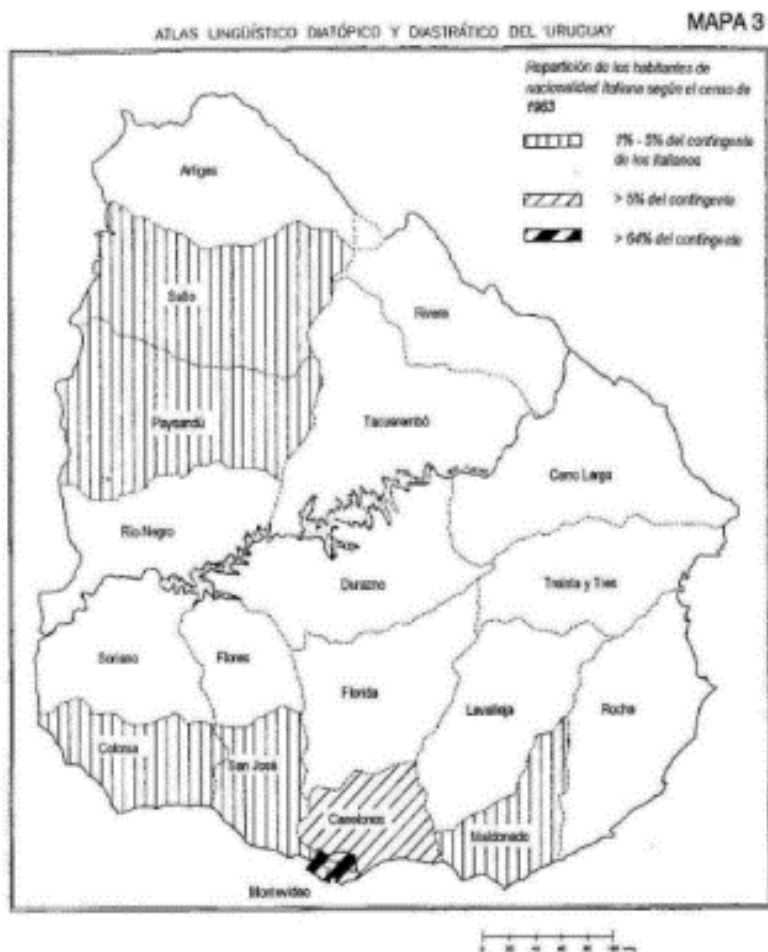 MAPA 3
ATLAS LINGÜÍSTICO DIATÓPICO Y DIASTRÁTICO DEL URUGUAY
Repartición de los habitantes de
nacionalidad italiana según el censo de
1963
1% - 5% del contingente
de los italianos
> 5% del contingente
> 64% del contingente
Artigas
Salto
Rivera
Paysandú
Tacuarembó
Cerro Largo
Río Negro
Durazno
Treinta y Tres
Soriano
Flores
Florida
Lavalleja
Rocha
Colonia
San José
Canelones
Maldonado
Montevideo